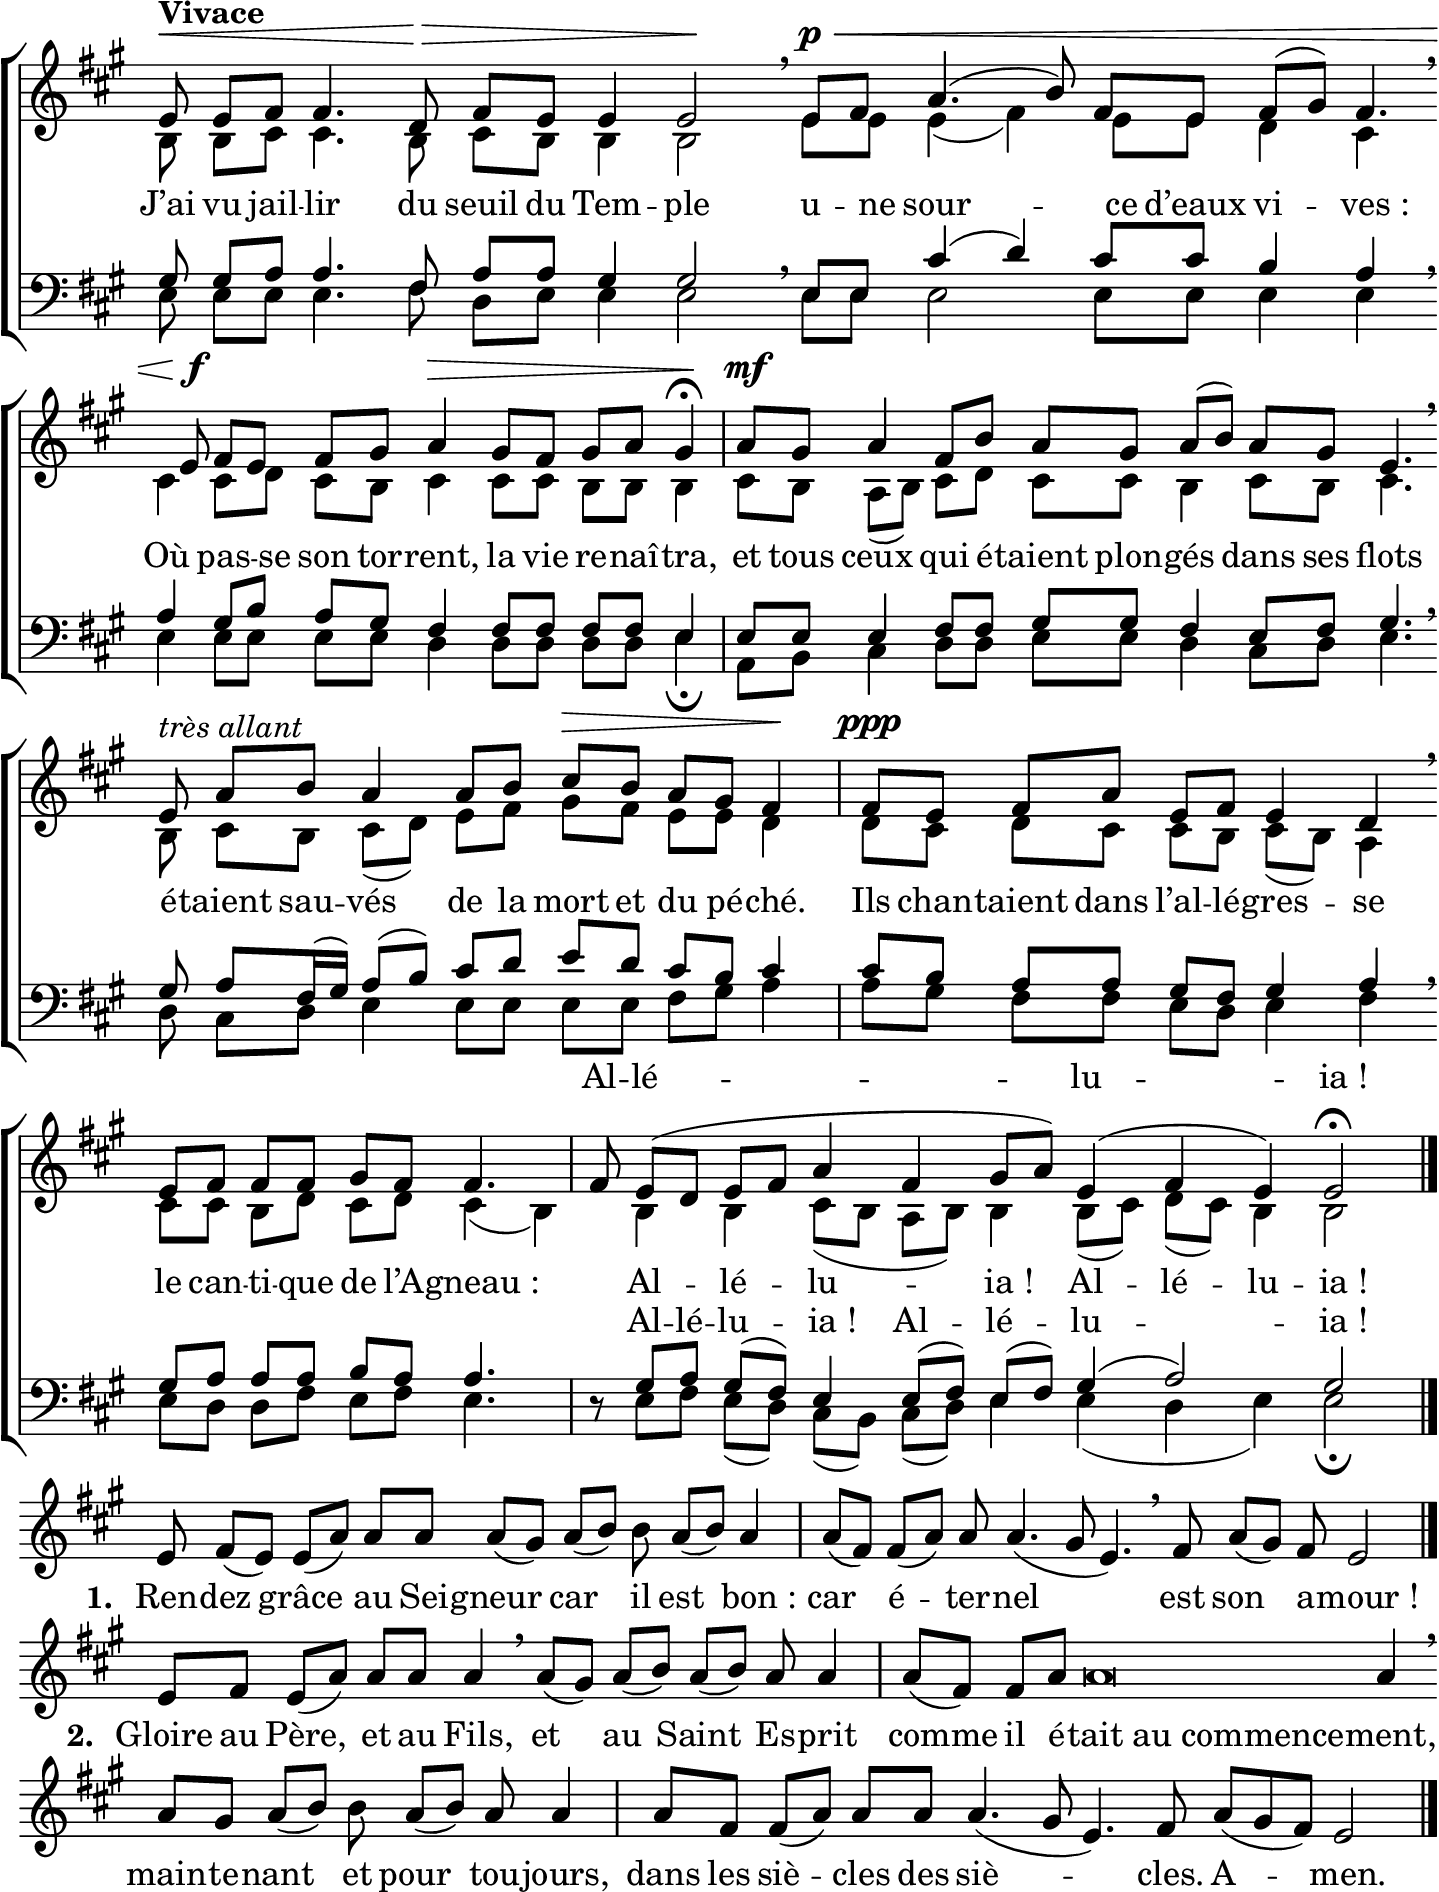 Vivace
p
J’ai vu jail -- lir du seuil du Tem -- ple u -- ne sour -- ce d’eaux vi -- ves :
f mf
Où pas -- se son torrent, la vie renaîtra, et tous ceux qui étaient plongés dans ses flots
très allant ppp
étaient sau -- vés de la mort et du péché. Ils chantaient dans l’al -- légres -- se
Al -- lé -- lu -- ia !
le can -- ti -- que de l’Agneau : Al -- lé -- lu -- ia ! Al -- lé -- lu -- ia !
Al -- lé -- lu -- ia ! Al -- lé -- lu -- ia !
1. Rendez grâce au Seigneur car il est bon : car é -- ternel est son amour !
2. Gloire au Père, et au Fils, et au Saint Esprit comme il était au commencement,
maintenant et pour toujours, dans les siè -- cles des siè -- cles. A -- men.